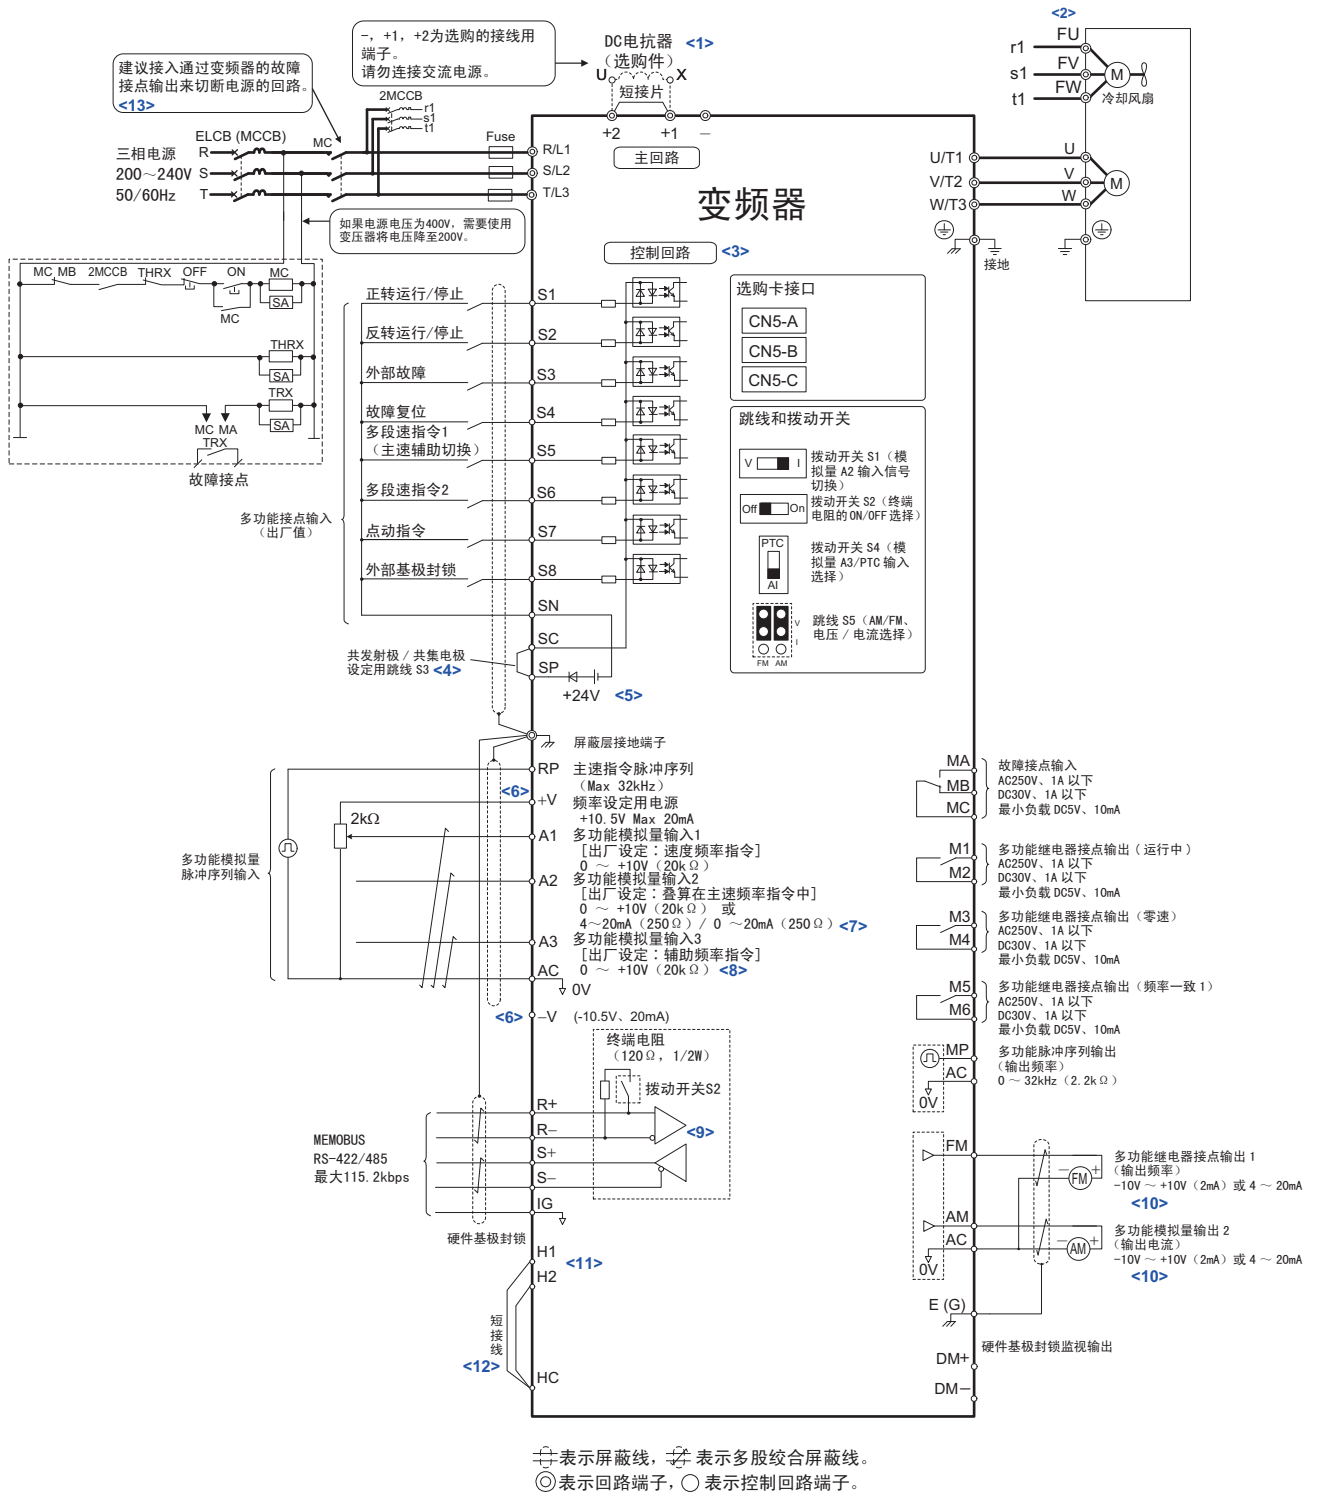 <2>
FU
FV
FW
r1
s1
t1
M
冷却风扇
-，+1，+2为选购的接线用
端子。
请勿连接交流电源。
DC电抗器 <1>
（选购件）
U X
短接片
+2 +1 −
主回路
建议接入通过变频器的故障
接点输出来切断电源的回路。
<13>
2MCCB
r1
s1
t1
ELCB (MCCB)
MC
Fuse
三相电源
200～240V
50/60Hz
R
S
T
R/L1
S/L2
T/L3
变频器
U/T1
V/T2
W/T3
U
V
W
M
接地
如果电源电压为400V，需要使用
变压器将电压降至200V。
MC MB 2MCCB THRX OFF ON MC
SA
MC
THRX
SA
TRX
SA
MC MA
TRX
故障接点
控制回路 <3>
多功能接点输入
（出厂值）
正转运行/停止 S1
反转运行/停止 S2
外部故障 S3
故障复位 S4
多段速指令1
（主速辅助切换） S5
多段速指令2 S6
点动指令 S7
外部基极封锁 S8
SN
SC
SP
共发射极 / 共集电极
设定用跳线 S3 <4>
+24V <5>
选购卡接口
CN5-A
CN5-B
CN5-C
跳线和拨动开关
V I
拨动开关 S1（模
拟量 A2 输入信号
切换）
Off On
拨动开关 S2（终端
电阻的ON/OFF 选择）
PTC
AI
拨动开关 S4（模
拟量 A3/PTC 输入
选择）
V
I
FM AM
跳线 S5（AM/FM、
电压 / 电流选择）
屏蔽层接地端子
多功能模拟量
脉冲序列输入
2kΩ
<6>
RP 主速指令脉冲序列
（Max 32kHz）
+V 频率设定用电源
+10.5V Max 20mA
A1 多功能模拟量输入1
[出厂设定：速度频率指令]
0 ～ +10V（20kΩ）
A2 多功能模拟量输入2
[出厂设定：叠算在主速频率指令中]
0 ～ +10V（20kΩ） 或
4～20mA（250Ω）/ 0 ～20mA（250Ω）<7>
A3 多功能模拟量输入3
[出厂设定：辅助频率指令]
0 ～ +10V（20kΩ）<8>
AC
0V
<6> −V (-10.5V、20mA)
终端电阻
（120Ω，1/2W）
拨动开关S2
MEMOBUS
RS-422/485
最大115.2kbps
R+
R−
S+
S−
IG
<9>
硬件基极封锁
H1 <11>
H2
短
接
线
<12>
HC
MA
MB
MC
故障接点输入
AC250V、1A 以下
DC30V、1A 以下
最小负载 DC5V、10mA
M1
M2
多功能继电器接点输出（运行中）
AC250V、1A 以下
DC30V、1A 以下
最小负载 DC5V、10mA
M3
M4
多功能继电器接点输出（零速）
AC250V、1A 以下
DC30V、1A 以下
最小负载 DC5V、10mA
M5
M6
多功能继电器接点输出（频率一致 1）
AC250V、1A 以下
DC30V、1A 以下
最小负载 DC5V、10mA
MP
AC
0V
多功能脉冲序列输出
（输出频率）
0 ～ 32kHz（2.2kΩ）
FM
− +
FM
多功能继电器接点输出 1
（输出频率）
-10V ～ +10V（2mA）或 4 ～ 20mA
<10>
AM
AC
0V
− +
AM
多功能模拟量输出 2
（输出电流）
-10V ～ +10V（2mA）或 4 ～ 20mA
<10>
E (G)
硬件基极封锁监视输出
DM+
DM−
表示屏蔽线， 表示多股绞合屏蔽线。
表示回路端子， 表示控制回路端子。